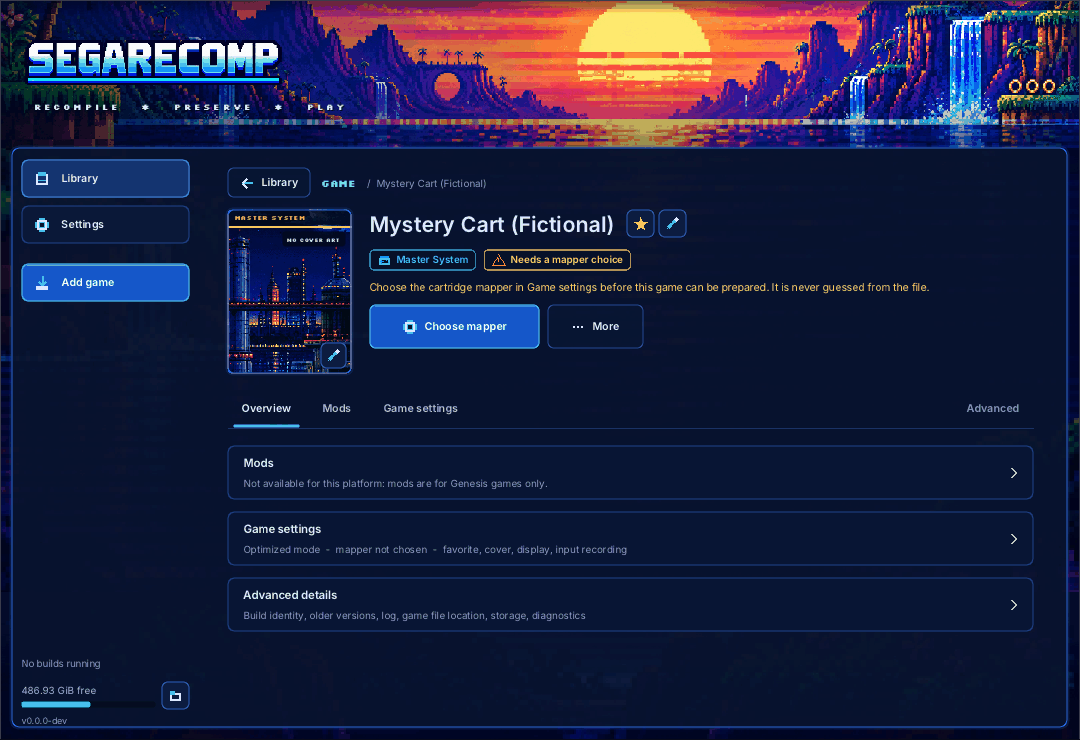 SEGARECOMP
RECOMPILE * PRESERVE * PLAY
Library
Settings
Add game
No builds running
486.93 GiB free
v0.0.0-dev
Library GAME / Mystery Cart (Fictional)
MASTER SYSTEM
NO COVER ART
Mystery Cart (Fictional)
Master System Needs a mapper choice
Choose the cartridge mapper in Game settings before this game can be prepared. It is never guessed from the file.
Choose mapper ··· More
Overview Mods Game settings Advanced
Mods
Not available for this platform: mods are for Genesis games only.
Game settings
Optimized mode - mapper not chosen - favorite, cover, display, input recording
Advanced details
Build identity, older versions, log, game file location, storage, diagnostics